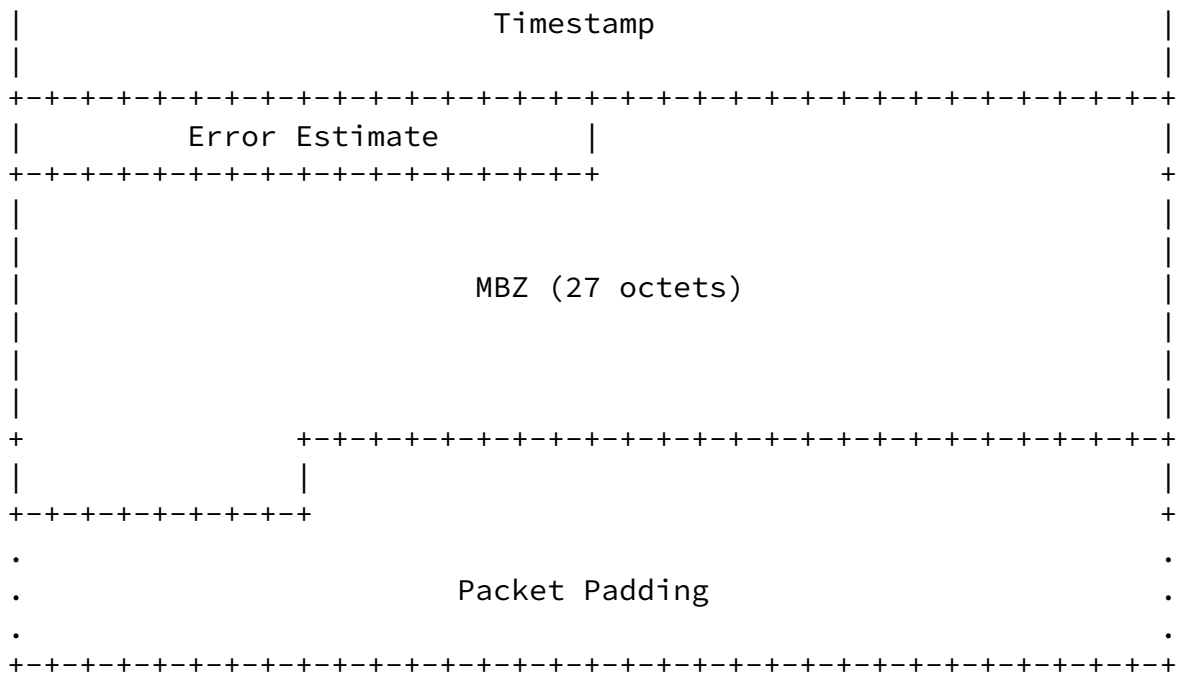 |                          Timestamp                            |
|                                                               |
+-+-+-+-+-+-+-+-+-+-+-+-+-+-+-+-+-+-+-+-+-+-+-+-+-+-+-+-+-+-+-+-+
|         Error Estimate        |                               |
+-+-+-+-+-+-+-+-+-+-+-+-+-+-+-+-+                               +
|                                                               |
|                                                               |
|                         MBZ (27 octets)                       |
|                                                               |
|                                                               |
|                                                               |
+               +-+-+-+-+-+-+-+-+-+-+-+-+-+-+-+-+-+-+-+-+-+-+-+-+
|               |                                               |
+-+-+-+-+-+-+-+-+                                               +
.                                                               .
.                        Packet Padding                         .
.                                                               .
+-+-+-+-+-+-+-+-+-+-+-+-+-+-+-+-+-+-+-+-+-+-+-+-+-+-+-+-+-+-+-+-+